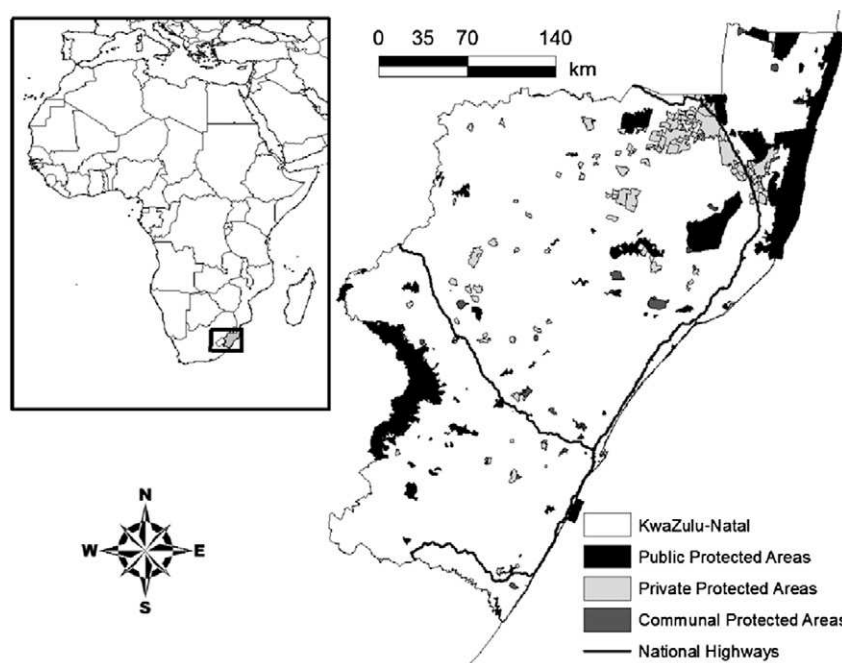 0 35 70 140
km
N
W E
S
KwaZulu-Natal
Public Protected Areas
Private Protected Areas
Communal Protected Areas
National Highways